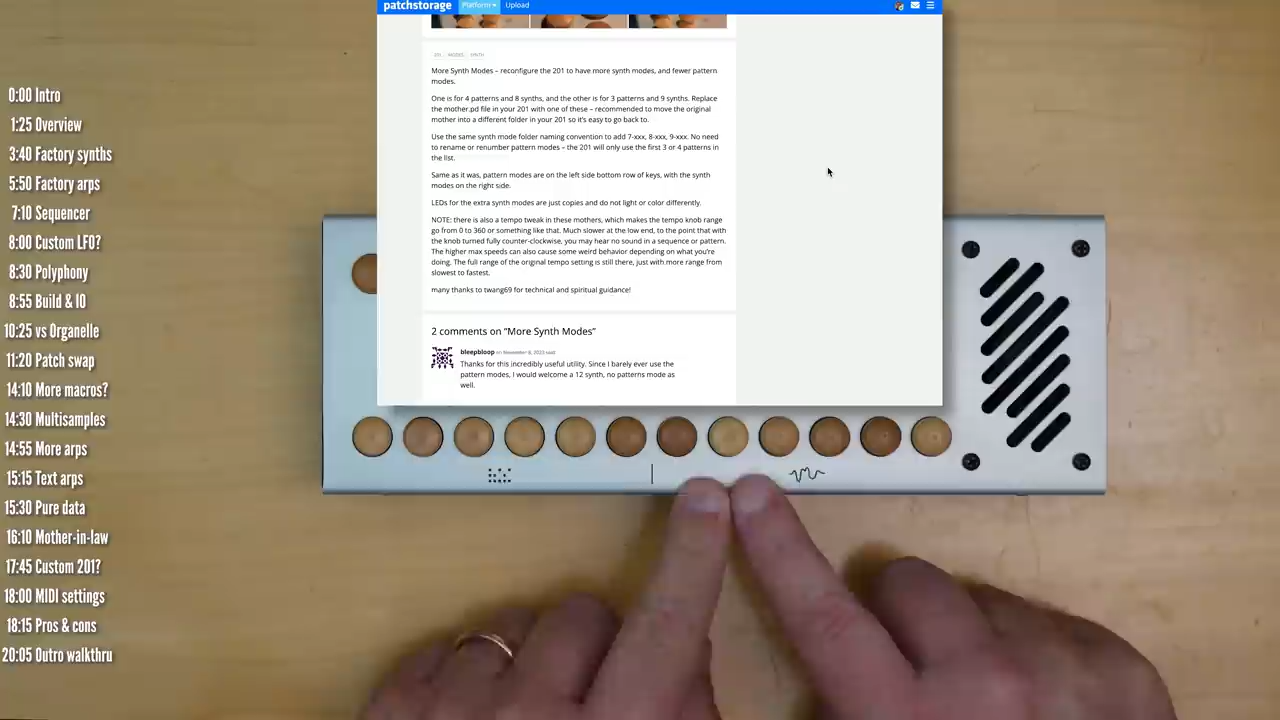 patchstorage
Platform
Upload
0:00 Intro
1:25 Overview
3:40 Factory synths
5:50 Factory arps
7:10 Sequencer
8:00 Custom LFO?
8:30 Polyphony
8:55 Build & IO
10:25 vs Organelle
11:20 Patch swap
14:10 More macros?
14:30 Multisamples
14:55 More arps
15:15 Text arps
15:30 Pure data
16:10 Mother-in-law
17:45 Custom 201?
18:00 MIDI settings
18:15 Pros & cons
20:05 Outro walkthru
201 MODES SYNTH
More Synth Modes – reconfigure the 201 to have more synth modes, and fewer pattern
modes.
One is for 4 patterns and 8 synths, and the other is for 3 patterns and 9 synths. Replace
the mother.pd file in your 201 with one of these – recommended to move the original
mother into a different folder in your 201 so it's easy to go back to.
Use the same synth mode folder naming convention to add 7-xxx, 8-xxx, 9-xxx. No need
to rename or renumber pattern modes – the 201 will only use the first 3 or 4 patterns in
the list.
Same as it was, pattern modes are on the left side bottom row of keys, with the synth
modes on the right side.
LEDs for the extra synth modes are just copies and do not light or color differently.
NOTE: there is also a tempo tweak in these mothers, which makes the tempo knob range
go from 0 to 360 or something like that. Much slower at the low end, to the point that with
the knob turned fully counter-clockwise, you may hear no sound in a sequence or pattern.
The higher max speeds can also cause some weird behavior depending on what you're
doing. The full range of the original tempo setting is still there, just with more range from
slowest to fastest.
many thanks to twang69 for technical and spiritual guidance!
2 comments on "More Synth Modes"
bleepbloop on November 8, 2023 said:
Thanks for this incredibly useful utility. Since I barely ever use the
pattern modes, I would welcome a 12 synth, no patterns mode as
well.